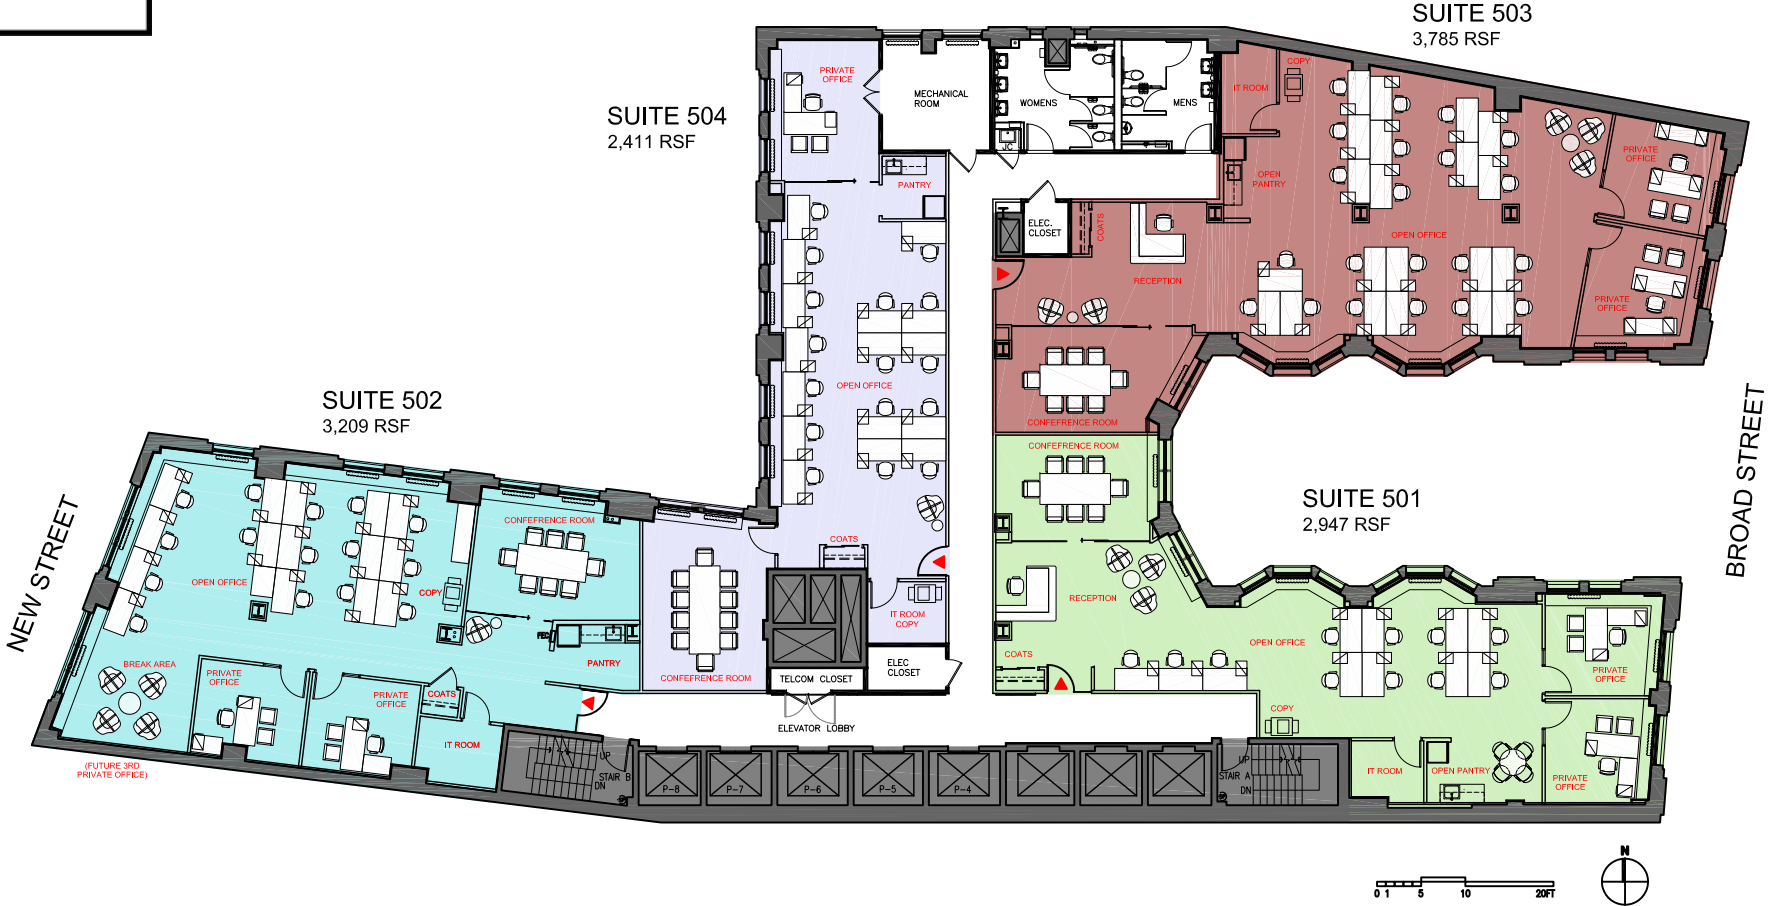 SUITE 503
3,785 RSF
SUITE 504
2,411 RSF
PRIVATE
OFFICE
MECHANICAL
ROOM
WOMENS
MENS
JC
IT ROOM
COPY
PRIVATE
OFFICE
PANTRY
OPEN
PANTRY
ELEC.
CLOSET
COATS
OPEN OFFICE
RECEPTION
PRIVATE
OFFICE
OPEN OFFICE
SUITE 502
3,209 RSF
CONFEFRENCE ROOM
CONFEFRENCE ROOM
BROAD STREET
SUITE 501
2,947 RSF
NEW STREET
CONFEFRENCE ROOM
COATS
OPEN OFFICE
COPY
IT ROOM
COPY
RECEPTION
FEC
PANTRY
OPEN OFFICE
BREAK AREA
PRIVATE
OFFICE
PRIVATE
OFFICE
COATS
IT ROOM
CONFEFRENCE ROOM
TELCOM CLOSET
ELEC
CLOSET
COATS
PRIVATE
OFFICE
ELEVATOR LOBBY
COPY
(FUTURE 3RD
PRIVATE OFFICE)
UP
STAIR B
DN
P-8
P-7
P-6
P-5
P-4
UP
STAIR A
DN
IT ROOM
OPEN PANTRY
PRIVATE
OFFICE
N
0 1 5 10 20FT